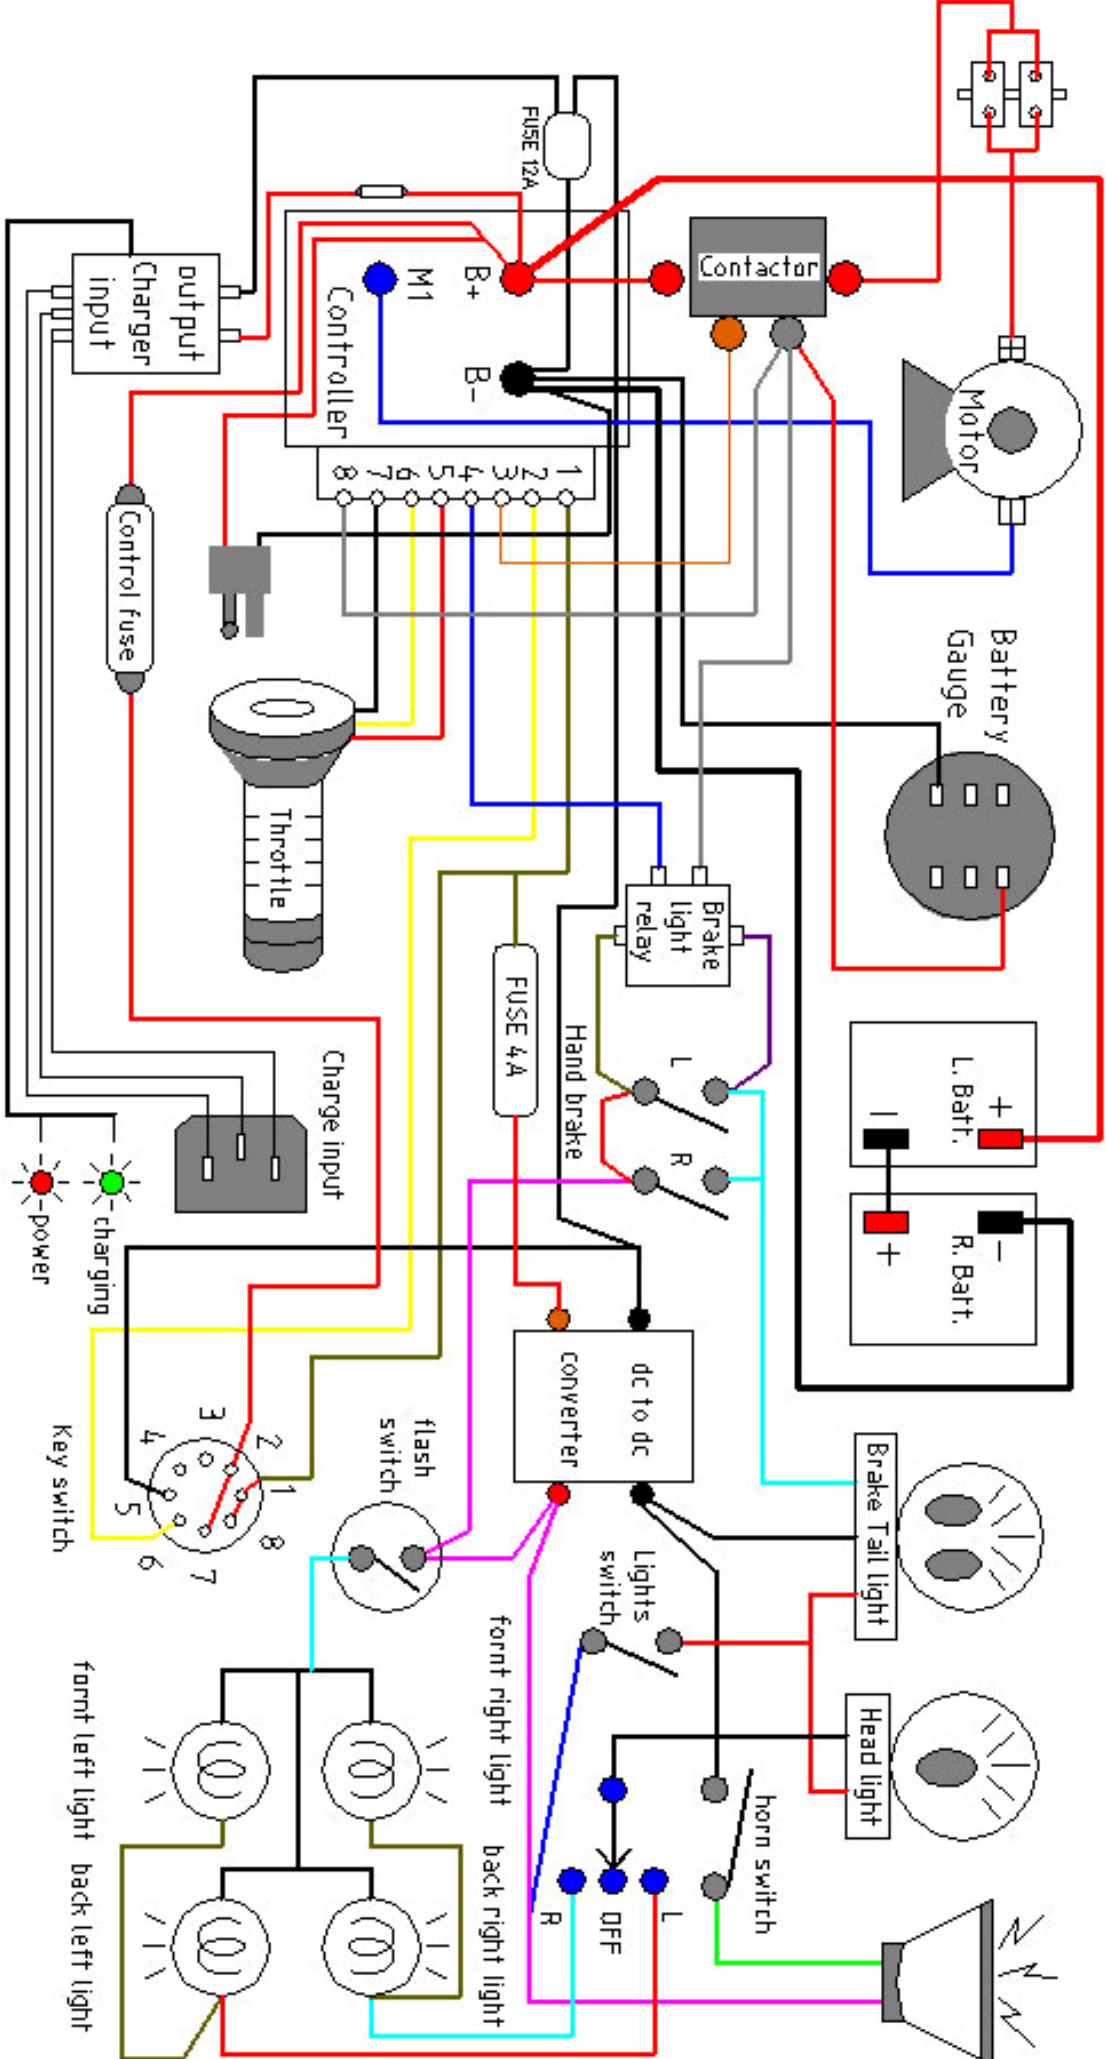 FUSE 12A
Contactor
output
Charger
input
M1
B+
B-
Controller
1
2
3
4
5
6
7
8
Motor
Control fuse
Throttle
Battery
Gauge
Brake
light
relay
FUSE 4A
Hand brake
L
R
L. Batt.
+
-
R. Batt.
-
+
Charge input
charging
power
dc to dc
converter
Key switch
1
2
3
4
5
6
7
8
flash
switch
Lights
switch
Brake Tail light
Head light
horn switch
L
OFF
R
fornt right light
back right light
fornt left light
back left light